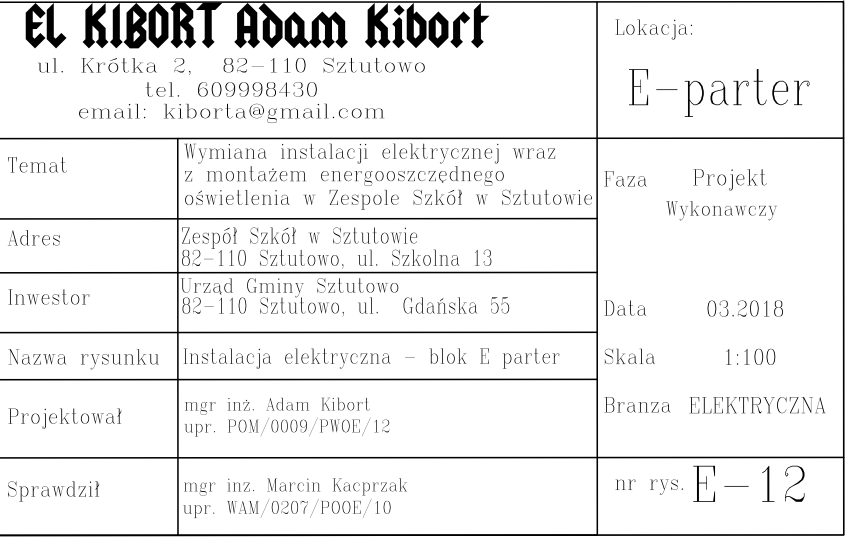 EL KIBORT Adam Kibort
ul. Krótka 2, 82-110 Sztutowo
tel. 609998430
email: kiborta@gmail.com
Lokacja:
E-parter
Temat
Wymiana instalacji elektrycznej wraz
z montażem energooszczędnego
oświetlenia w Zespole Szkół w Sztutowie
Adres
Zespół Szkół w Sztutowie
82-110 Sztutowo, ul. Szkolna 13
Inwestor
Urząd Gminy Sztutowo
82-110 Sztutowo, ul. Gdańska 55
Nazwa rysunku
Instalacja elektryczna - blok E parter
Projektował
mgr inż. Adam Kibort
upr. POM/0009/PWOE/12
Sprawdził
mgr inz. Marcin Kacprzak
upr. WAM/0207/POOE/10
Faza Projekt
Wykonawczy
Data 03.2018
Skala 1:100
Branza ELEKTRYCZNA
nr rys. E-12